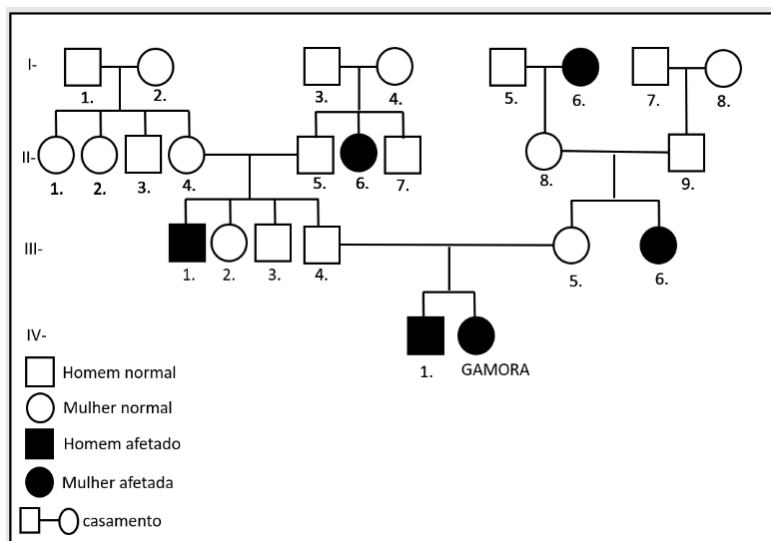 I-
1. 2. 3. 4. 5. 6. 7. 8.
II-
1. 2. 3. 4. 5. 6. 7. 8. 9.
III-
1. 2. 3. 4. 5. 6.
IV-
1. GAMORA
Homem normal
Mulher normal
Homem afetado
Mulher afetada
casamento